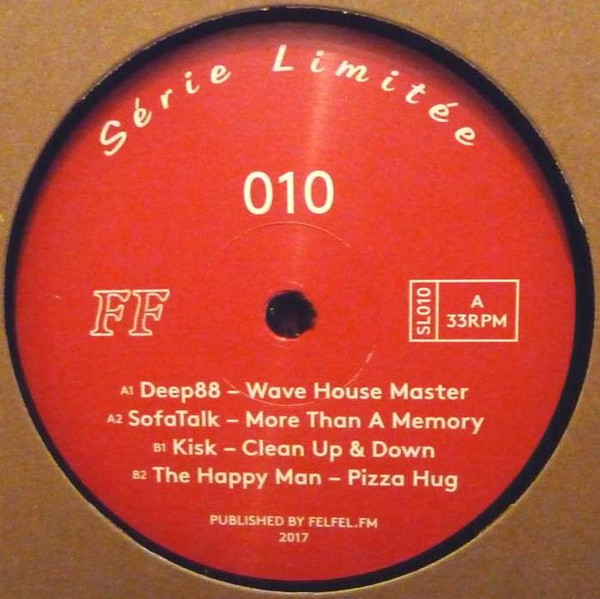 Série Limitée
010
FF
SL010
A
33RPM
A1 Deep88 – Wave House Master
A2 SofaTalk – More Than A Memory
B1 Kisk – Clean Up & Down
B2 The Happy Man – Pizza Hug
PUBLISHED BY FELFEL.FM
2017